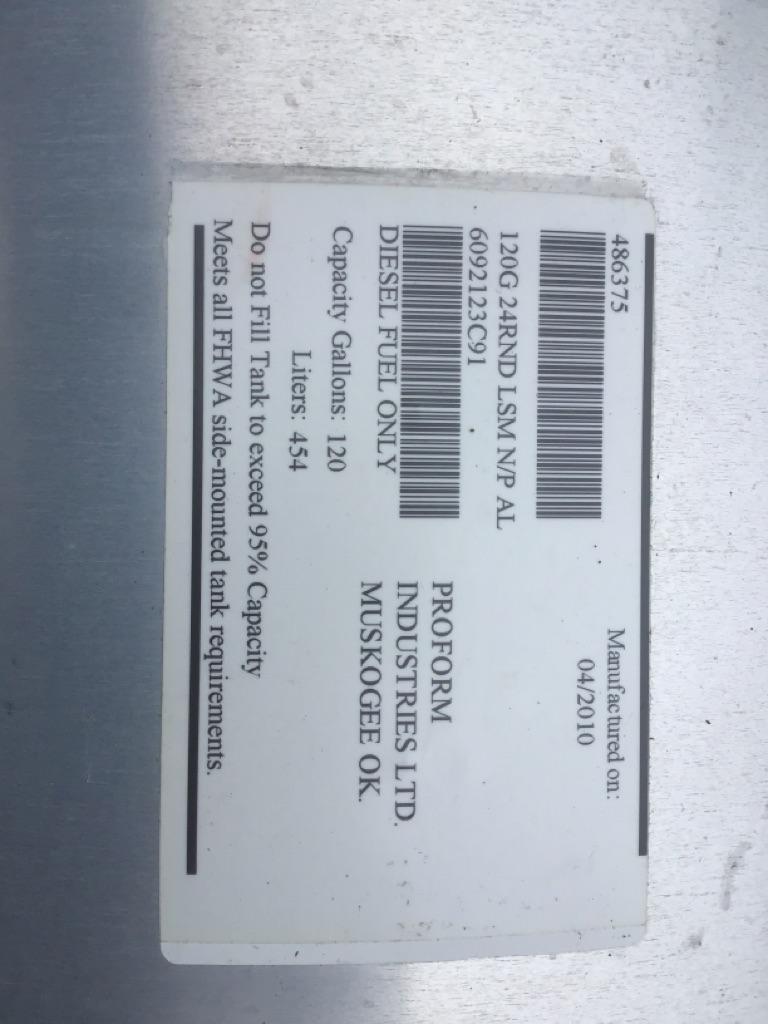 486375
Manufactured on:
04/2010
120G 24RND LSM N/P AL
6092123C91
DIESEL FUEL ONLY
PROFORM
INDUSTRIES LTD.
MUSKOGEE OK.
Capacity Gallons: 120
Liters: 454
Do not Fill Tank to exceed 95% Capacity
Meets all FHWA side-mounted tank requirements.